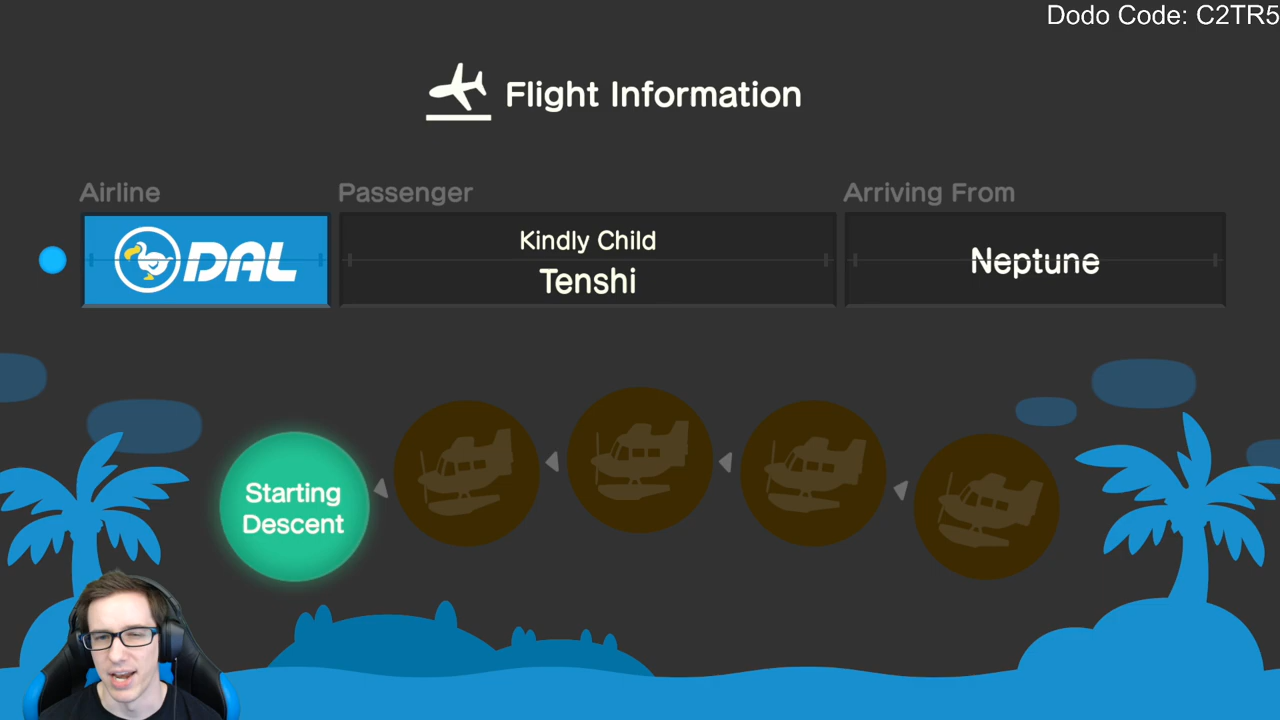 Dodo Code: C2TR5
Flight Information
Airline
Passenger
Arriving From
DAL
Kindly Child
Tenshi
Neptune
Starting
Descent